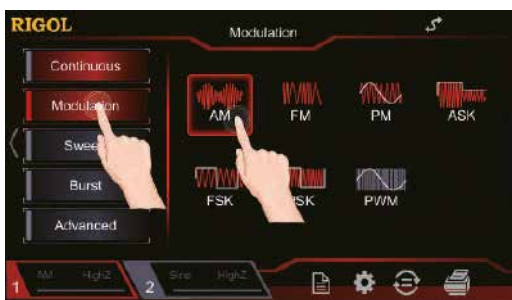 RIGOL
Modulation
Continuous
Modulation
Sweep
Burst
Advanced
AM
FM
PM
ASK
FSK
PWM
1
AM HighZ
2
Sine HighZ